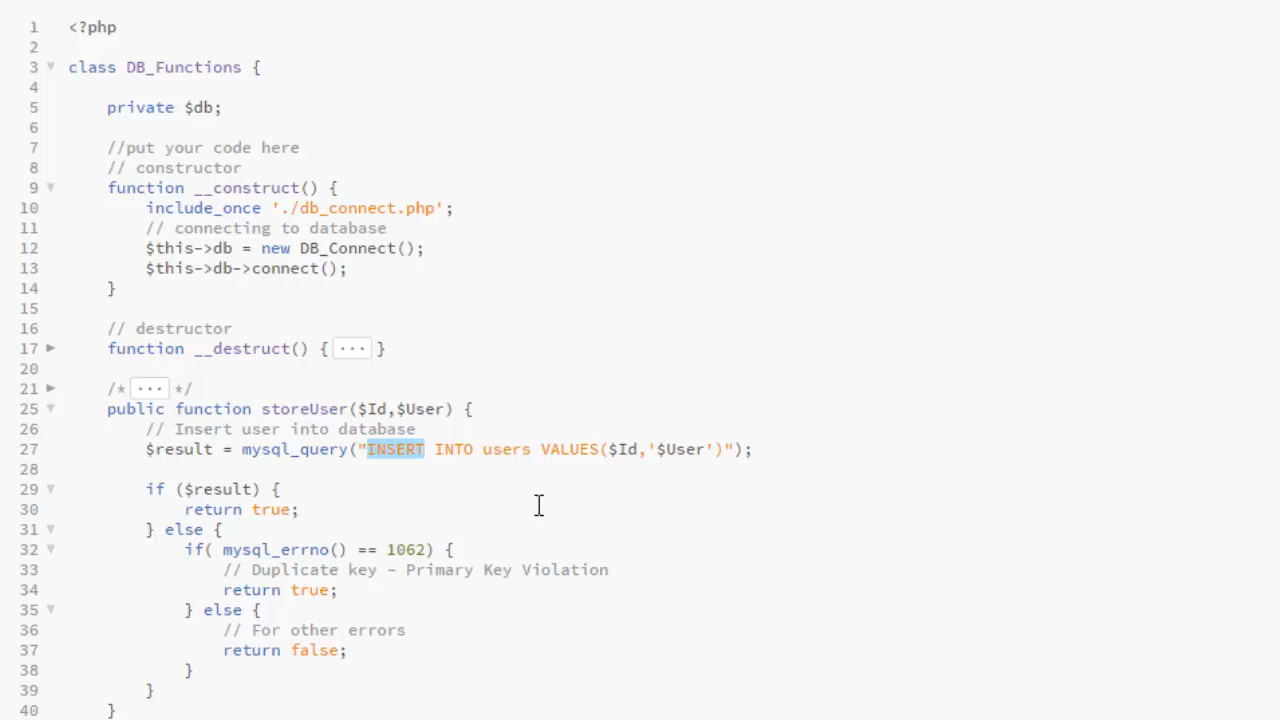 1 <?php
2
3 class DB_Functions {
4
5     private $db;
6
7     //put your code here
8     // constructor
9     function __construct() {
10         include_once './db_connect.php';
11         // connecting to database
12         $this->db = new DB_Connect();
13         $this->db->connect();
14     }
15
16     // destructor
17     function __destruct() { ... }
20
21     /* ... */
25     public function storeUser($Id,$User) {
26         // Insert user into database
27         $result = mysql_query("INSERT INTO users VALUES($Id,'$User')");
28
29         if ($result) {
30             return true;
31         } else {
32             if( mysql_errno() == 1062) {
33                 // Duplicate key - Primary Key Violation
34                 return true;
35             } else {
36                 // For other errors
37                 return false;
38             }
39         }
40     }